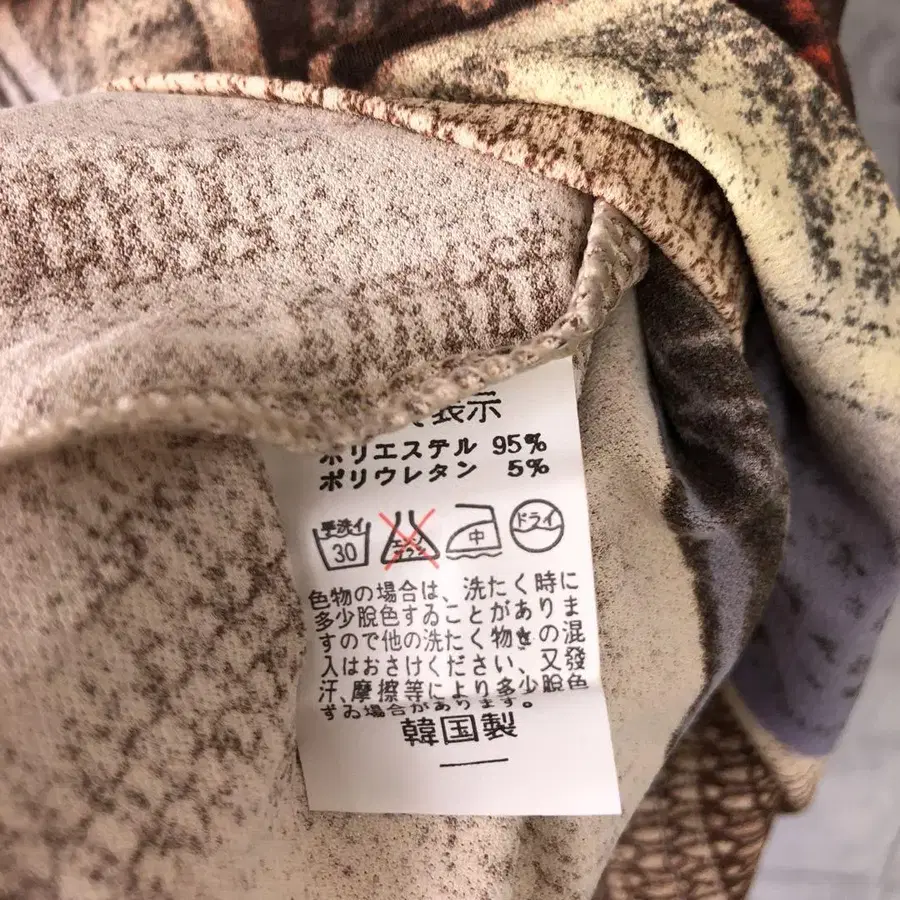 表示
ポリエステル 95%
ポリウレタン 5%
手洗イ 30 中 ドライ
色物の場合は、洗たく時に
多少脱色すゐことがありま
すので他の洗たく物との混
入はおさけください、又發
汗、摩擦等により多少脱色
ずゐ場合があります。
韓国製